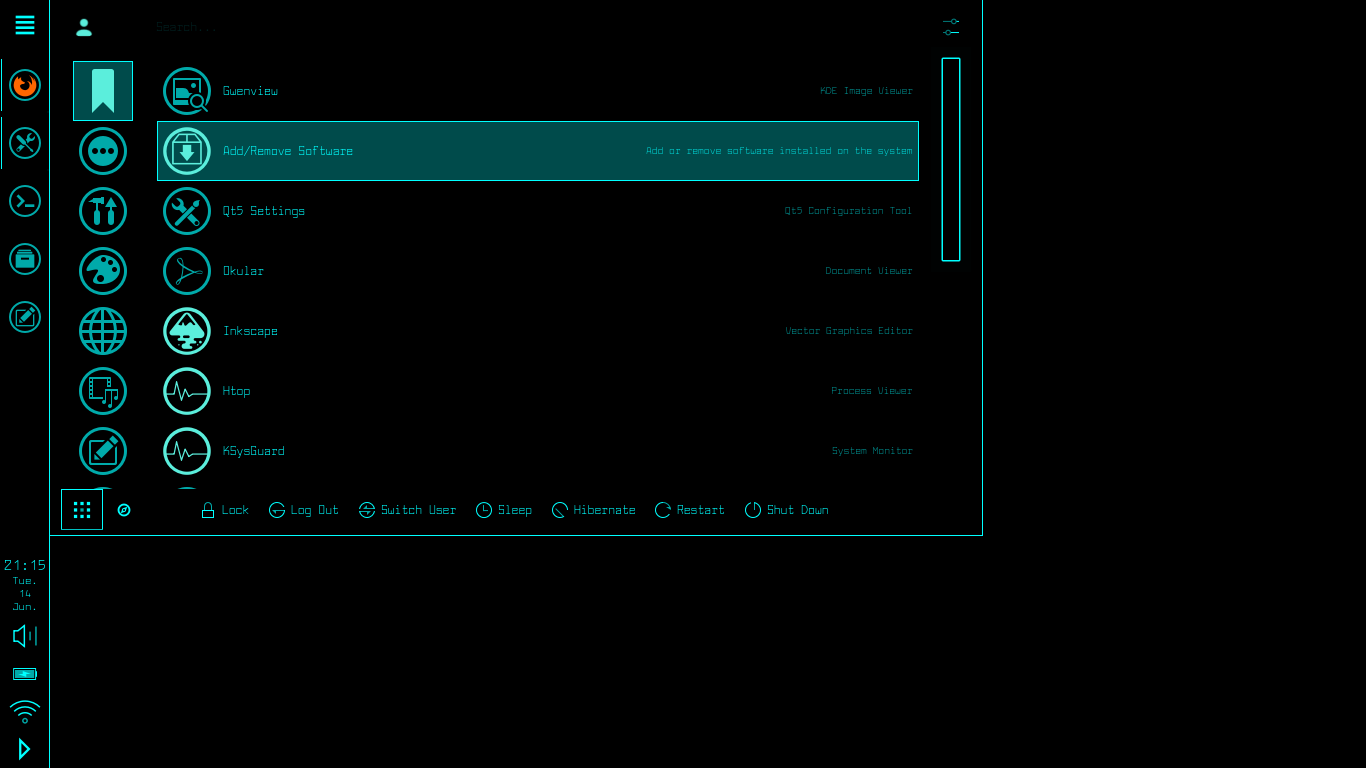 Search...
Gwenview KDE Image Viewer
Add/Remove Software Add or remove software installed on the system
Qt5 Settings Qt5 Configuration Tool
Okular Document Viewer
Inkscape Vector Graphics Editor
Htop Process Viewer
KSysGuard System Monitor
Lock Log Out Switch User Sleep Hibernate Restart Shut Down
21:15
Tue.
14
Jun.